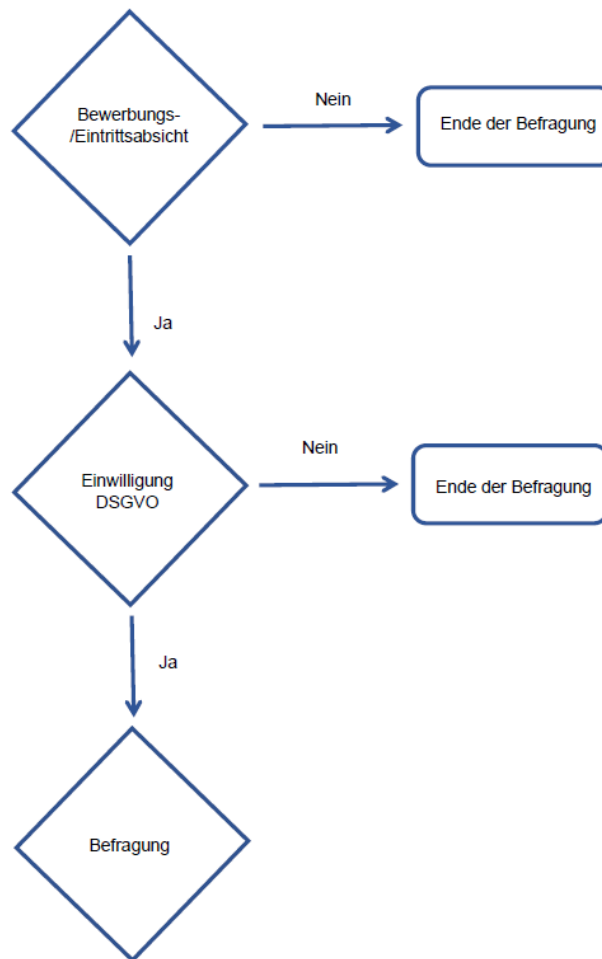 Bewerbungs-
/Eintrittsabsicht
Nein
Ende der Befragung
Ja
Einwilligung
DSGVO
Nein
Ende der Befragung
Ja
Befragung